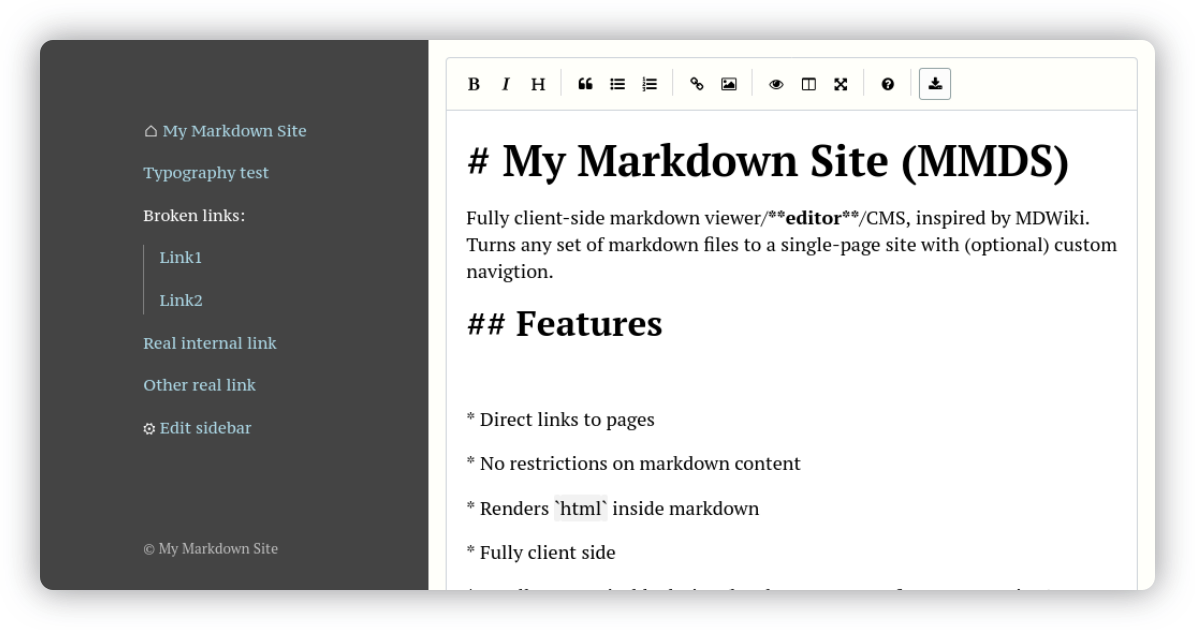 My Markdown Site
Typography test
Broken links:
Link1
Link2
Real internal link
Other real link
Edit sidebar
© My Markdown Site
B I H
# My Markdown Site (MMDS)
Fully client-side markdown viewer/**editor**/CMS, inspired by MDWiki.
Turns any set of markdown files to a single-page site with (optional) custom
navigtion.
## Features
* Direct links to pages
* No restrictions on markdown content
* Renders `html` inside markdown
* Fully client side